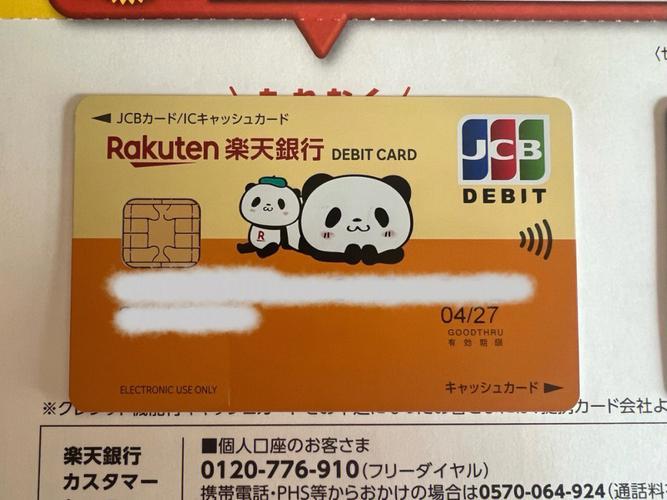 ◀ JCBカード/ICキャッシュカード
Rakuten 楽天銀行 DEBIT CARD
JCB
DEBIT
R
04/27
GOODTHRU
有効期限
ELECTRONIC USE ONLY
キャッシュカード ▶
楽天銀行
カスタマー
■個人口座のお客さま
0120-776-910(フリーダイヤル)
携帯電話・PHS等からおかけの場合は0570-064-924(通話料